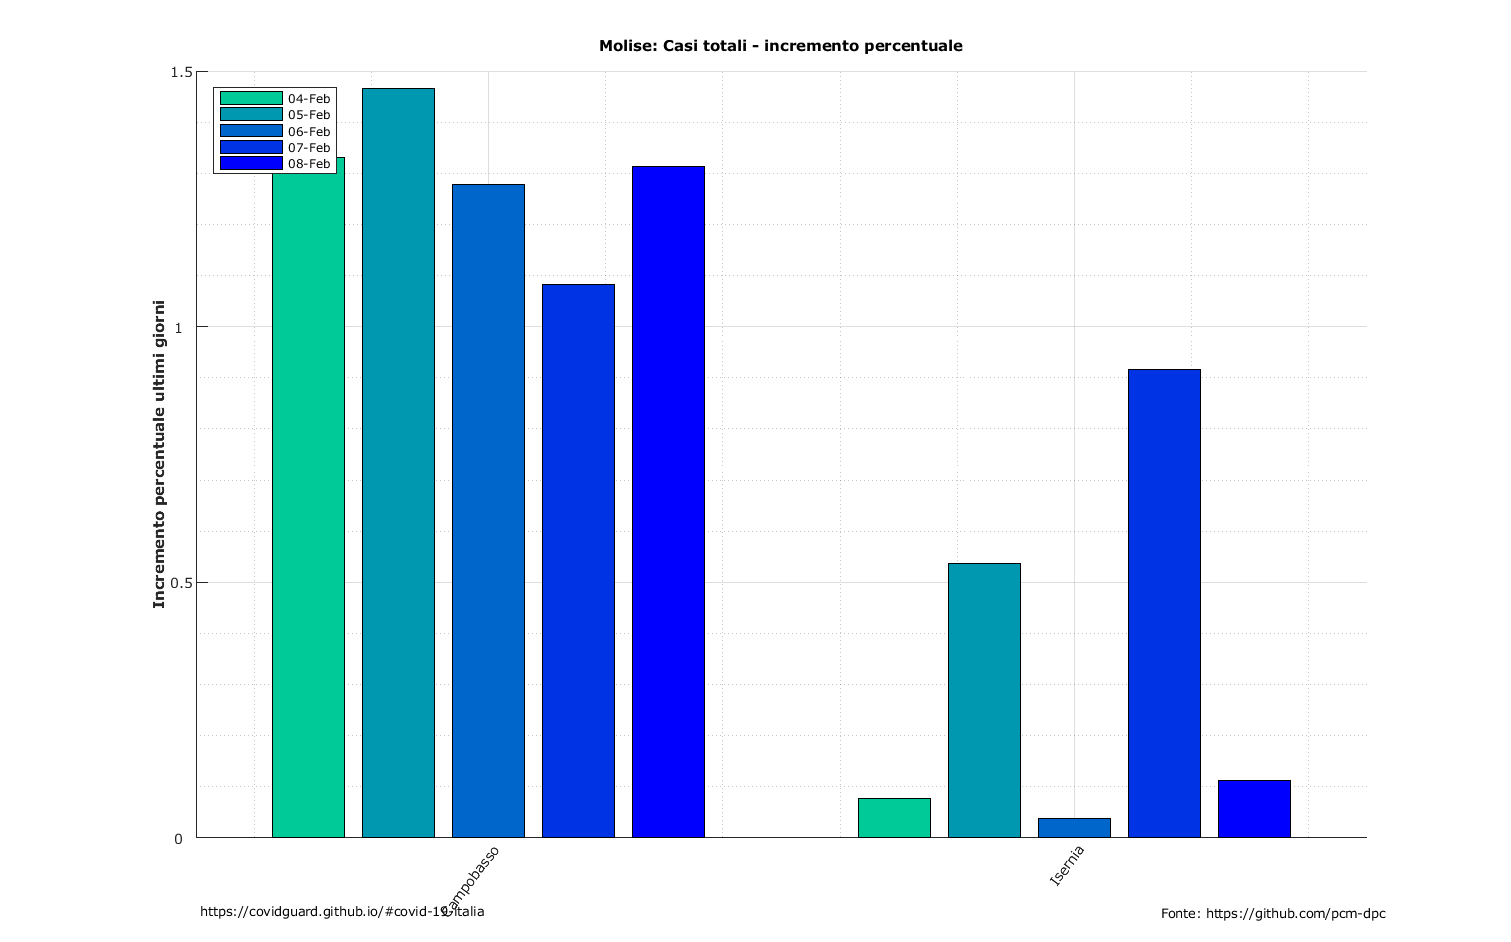 Molise: Casi totali - incremento percentuale
1.5
04-Feb
05-Feb
06-Feb
07-Feb
08-Feb
1
0.5
0
Incremento percentuale ultimi giorni
Campobasso
Isernia
https://covidguard.github.io/#covid-19-italia
Fonte: https://github.com/pcm-dpc